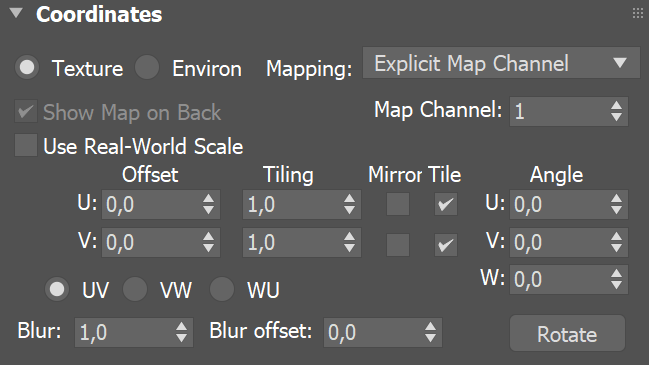 Coordinates
Texture Environ Mapping: Explicit Map Channel
Show Map on Back Map Channel: 1
Use Real-World Scale
Offset Tiling Mirror Tile Angle
U: 0,0 1,0 U: 0,0
V: 0,0 1,0 V: 0,0
W: 0,0
UV VW WU
Blur: 1,0 Blur offset: 0,0 Rotate